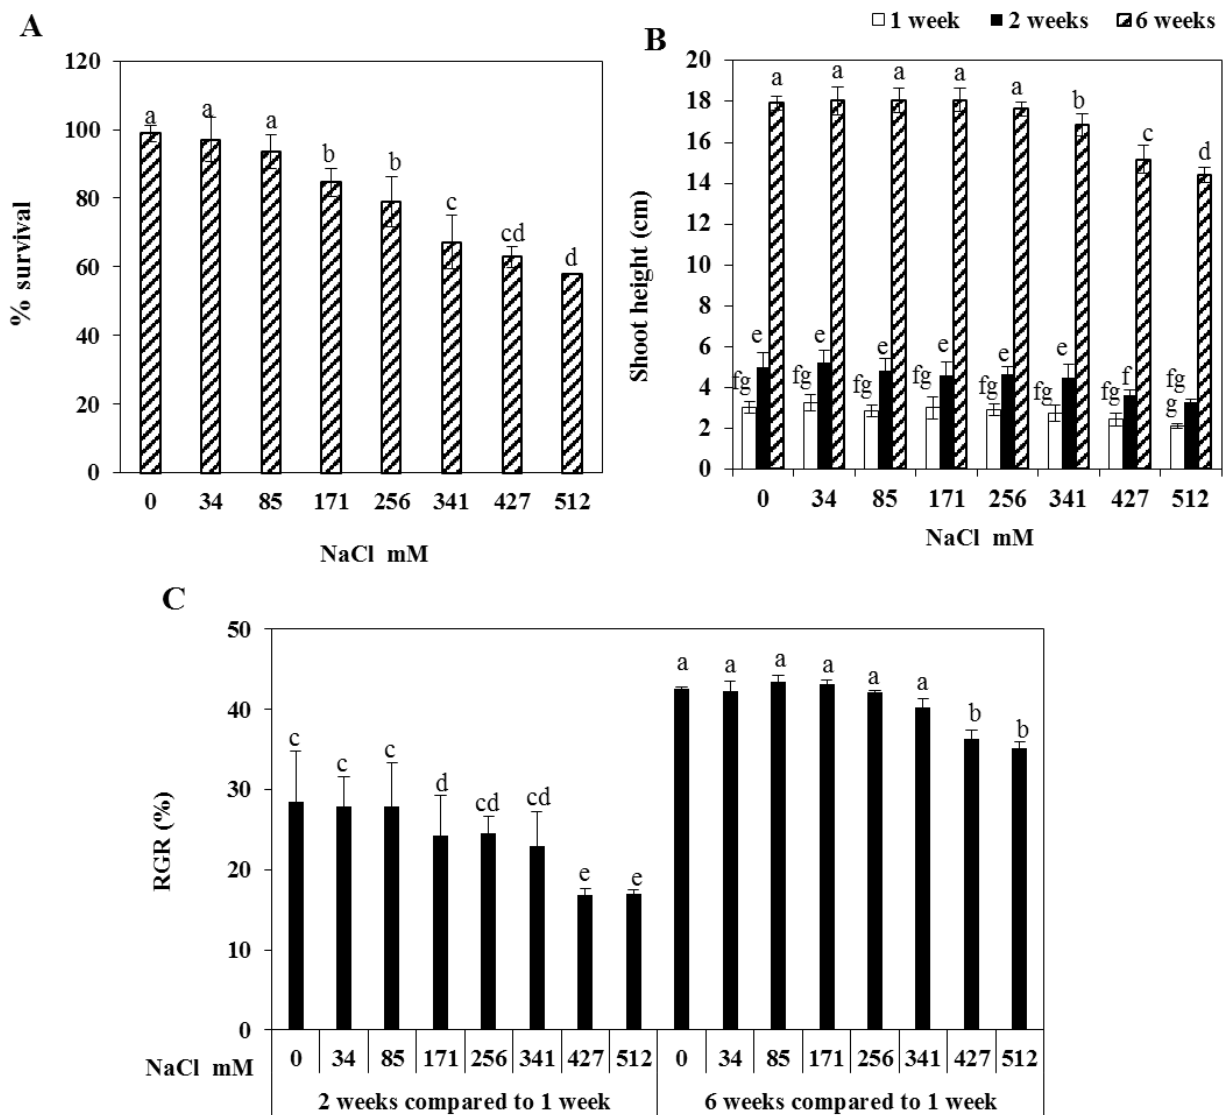 A
120
100
80
60
40
20
0
% survival
a a a b b c cd d
0 34 85 171 256 341 427 512
NaCl mM
1 week 2 weeks 6 weeks
B
20
18
16
14
12
10
8
6
4
2
0
Shoot height (cm)
a a a a a b c d
e e e e e e f fg
fg fg fg fg fg fg fg g
0 34 85 171 256 341 427 512
NaCl mM
C
50
40
30
20
10
0
RGR (%)
c c c d cd cd e e a a a a a a b b
NaCl mM 0 34 85 171 256 341 427 512 0 34 85 171 256 341 427 512
2 weeks compared to 1 week 6 weeks compared to 1 week